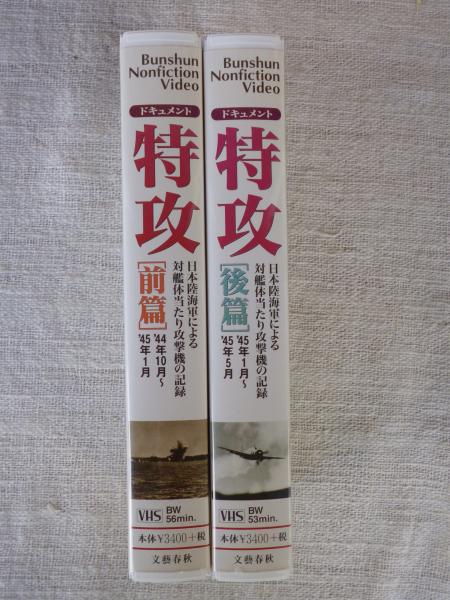 Bunshun
Nonfiction
Video
ドキュメント
特攻
[前篇]
日本陸海軍による
対艦体当たり攻撃機の記録
'44年10月〜
'45年1月
VHS
BW
56min.
本体¥3400+税
文藝春秋
Bunshun
Nonfiction
Video
ドキュメント
特攻
[後篇]
日本陸海軍による
対艦体当たり攻撃機の記録
'45年1月〜
'45年5月
VHS
BW
53min.
本体¥3400+税
文藝春秋